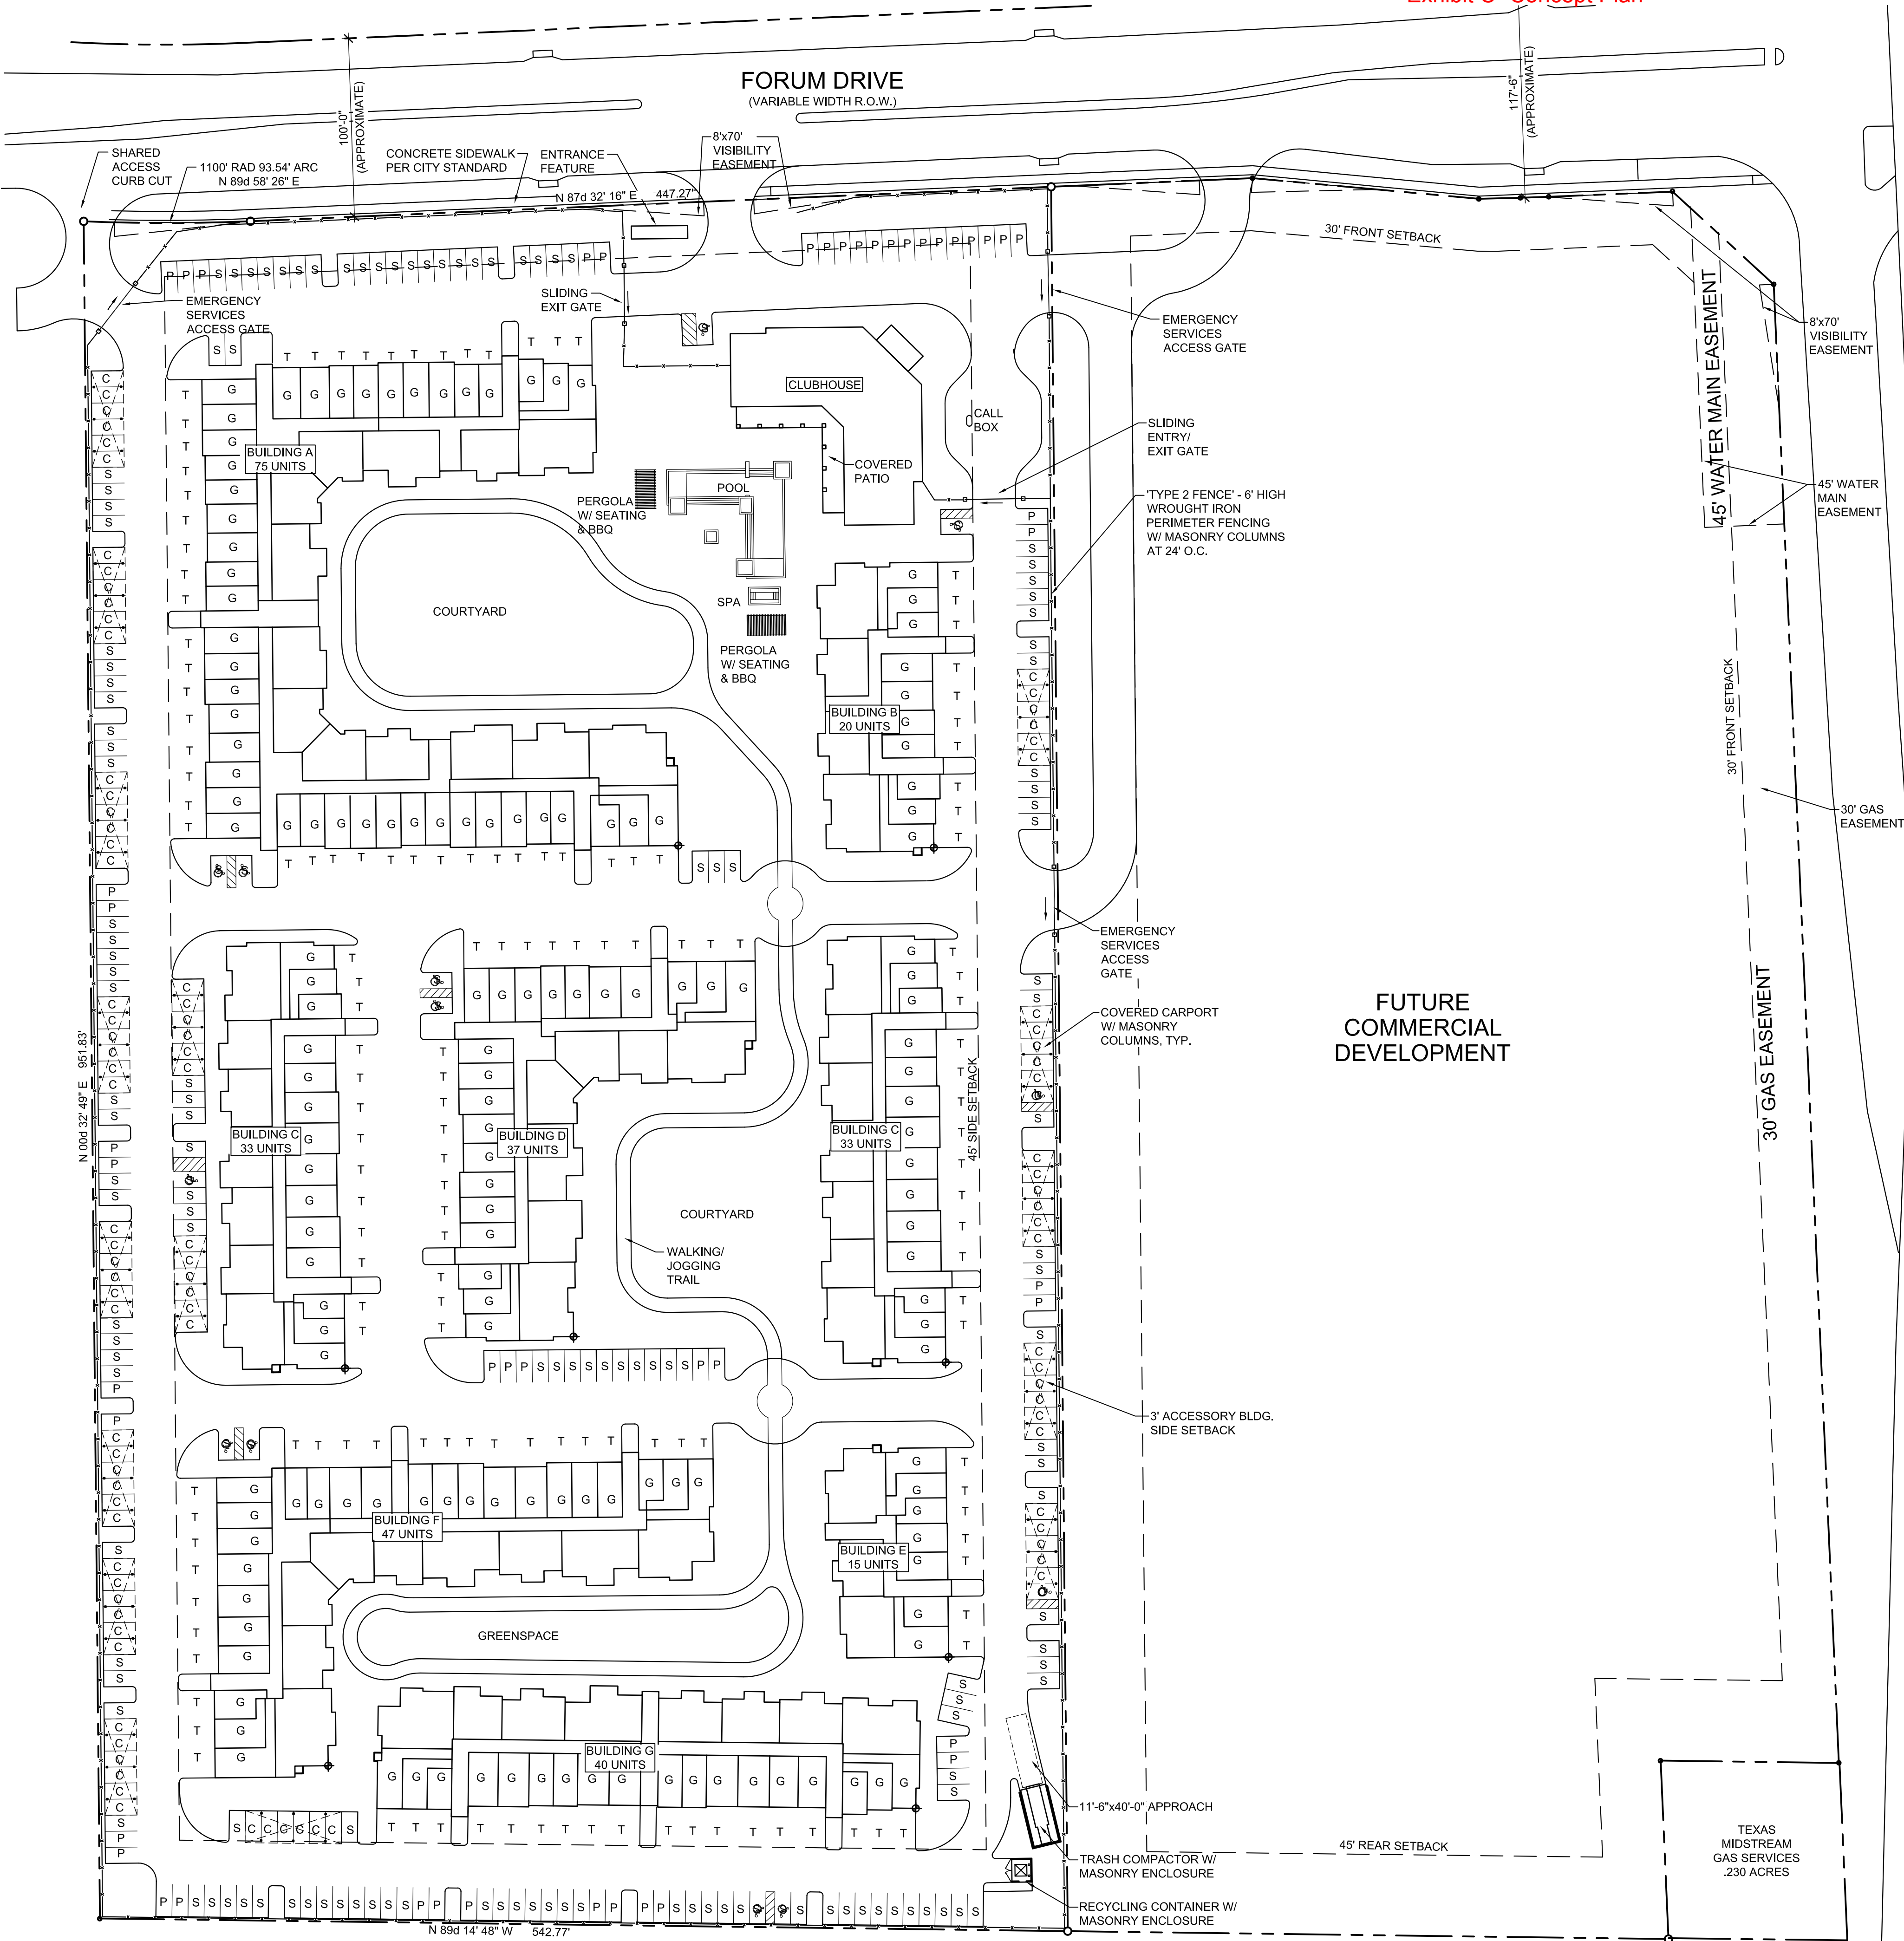 Exhibit C- Concept Plan
FORUM DRIVE
(VARIABLE WIDTH R.O.W.)
100'-0"
(APPROXIMATE)
117'-6"
(APPROXIMATE)
SHARED
ACCESS
CURB CUT
1100' RAD 93.54' ARC
N 89d 58' 26" E
CONCRETE SIDEWALK
PER CITY STANDARD
ENTRANCE
FEATURE
8'x70'
VISIBILITY
EASEMENT
N 87d 32' 16" E 447.27'
30' FRONT SETBACK
EMERGENCY
SERVICES
ACCESS GATE
SLIDING
EXIT GATE
EMERGENCY
SERVICES
ACCESS GATE
8'x70'
VISIBILITY
EASEMENT
45' WATER MAIN EASEMENT
CLUBHOUSE
CALL
BOX
SLIDING
ENTRY/
EXIT GATE
BUILDING A
75 UNITS
COVERED
PATIO
POOL
PERGOLA
W/ SEATING
& BBQ
'TYPE 2 FENCE' - 6' HIGH
WROUGHT IRON
PERIMETER FENCING
W/ MASONRY COLUMNS
AT 24' O.C.
45' WATER
MAIN
EASEMENT
COURTYARD
SPA
PERGOLA
W/ SEATING
& BBQ
BUILDING B
20 UNITS
30' FRONT SETBACK
30' GAS
EASEMENT
EMERGENCY
SERVICES
ACCESS
GATE
COVERED CARPORT
W/ MASONRY
COLUMNS, TYP.
FUTURE
COMMERCIAL
DEVELOPMENT
30' GAS EASEMENT
N 00d 32' 49" E 951.83'
45' SIDE SETBACK
BUILDING C
33 UNITS
BUILDING D
37 UNITS
BUILDING C
33 UNITS
COURTYARD
WALKING/
JOGGING
TRAIL
3' ACCESSORY BLDG.
SIDE SETBACK
BUILDING F
47 UNITS
BUILDING E
15 UNITS
GREENSPACE
BUILDING G
40 UNITS
11'-6"x40'-0" APPROACH
45' REAR SETBACK
TRASH COMPACTOR W/
MASONRY ENCLOSURE
TEXAS
MIDSTREAM
GAS SERVICES
.230 ACRES
RECYCLING CONTAINER W/
MASONRY ENCLOSURE
N 89d 14' 48" W 542.77'